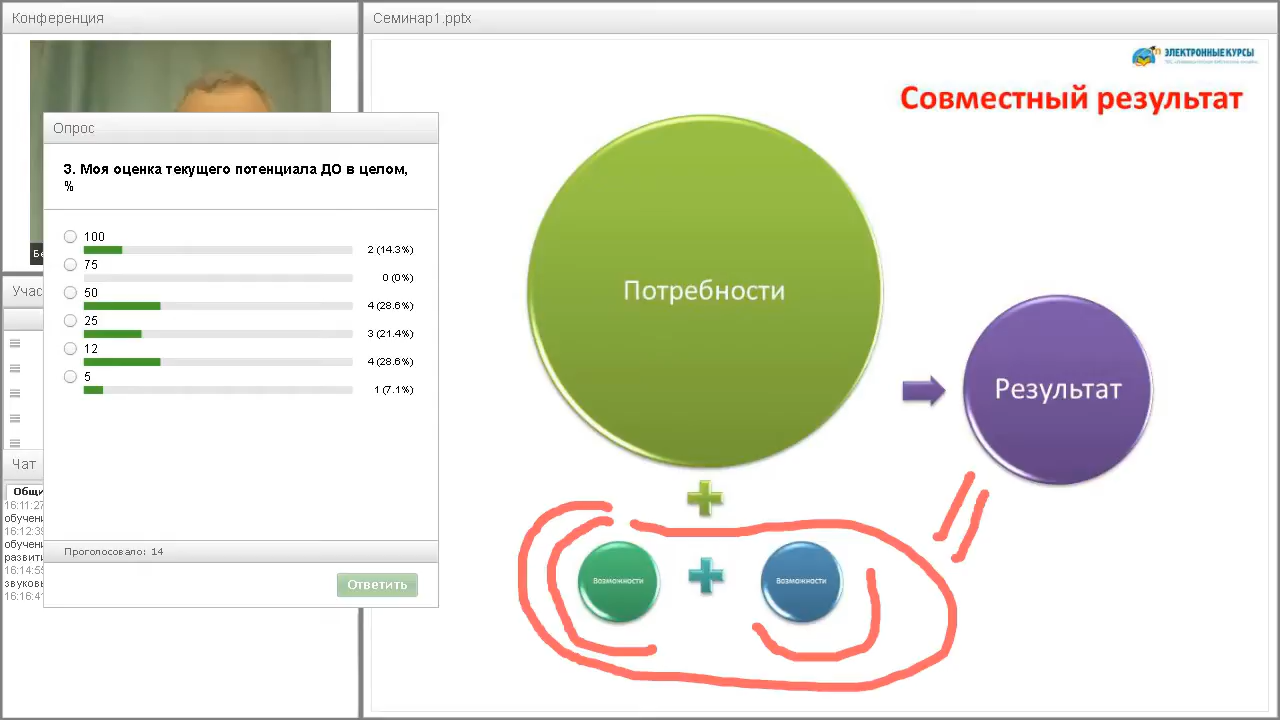 Конференция
Бе
Опрос
3. Моя оценка текущего потенциала ДО в целом,
%
100
2 (14.3%)
75
0 (0%)
50
4 (28.6%)
25
3 (21.4%)
12
4 (28.6%)
5
1 (7.1%)
Проголосовало: 14
Ответить
Учас
Чат
Общи
16:11:27
обучени
16:12:39
обучени
развити
16:14:55
звуковы
16:16:41
Семинар1.pptx
ЭЛЕКТРОННЫЕ КУРСЫ
Совместный результат
Потребности
Результат
Возможности
Возможности